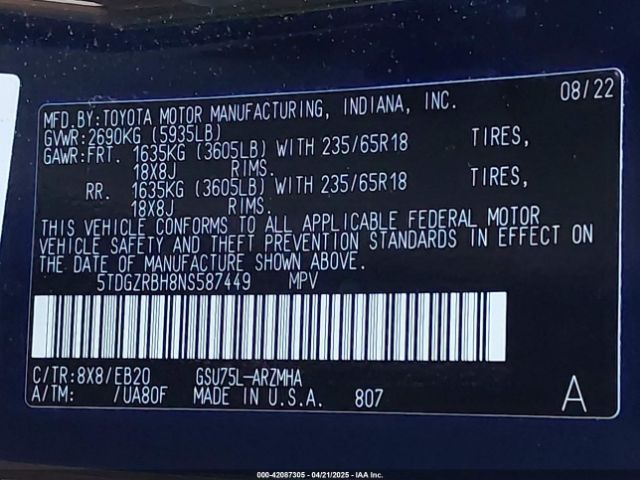 MFD.BY:TOYOTA MOTOR MANUFACTURING, INDIANA, INC. 08/22
GVWR:2690KG (5935LB)
GAWR:FRT. 1635KG (3605LB) WITH 235/65R18 TIRES,
18X8J RIMS.
RR. 1635KG (3605LB) WITH 235/65R18 TIRES,
18X8J RIMS.
THIS VEHICLE CONFORMS TO ALL APPLICABLE FEDERAL MOTOR
VEHICLE SAFETY AND THEFT PREVENTION STANDARDS IN EFFECT ON
THE DATE OF MANUFACTURE SHOWN ABOVE.
5TDGZRBH8NS587449 MPV
C/TR:8X8/EB20 GSU75L-ARZMHA
A/TM: /UA80F MADE IN U.S.A. 807 A
000-42087305 - 04/21/2025 - IAA Inc.